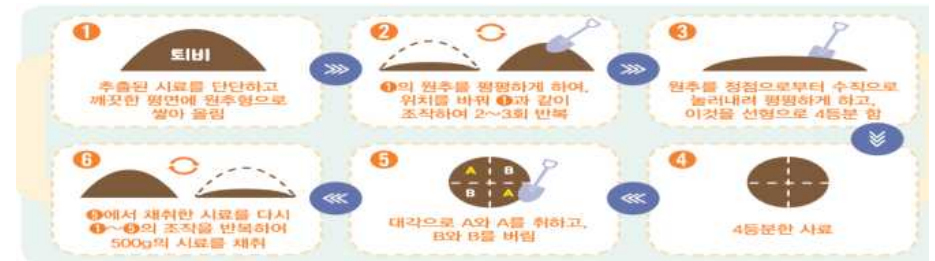 1
퇴비
추출된 시료를 단단하고
깨끗한 평면에 원추형으로
쌓아 올림
2
❶의 원추를 평평하게 하여,
위치를 바꿔 ❶과 같이
조작하여 2~3회 반복
3
원추를 정점으로부터 수직으로
눌러내려 평평하게 하고,
이것을 선형으로 4등분 함
4
4등분한 사료
5
A B
B A
대각으로 A와 A를 취하고,
B와 B를 버림
6
❺에서 채취한 시료를 다시
❶~❺의 조작을 반복하여
500g의 시료를 채취